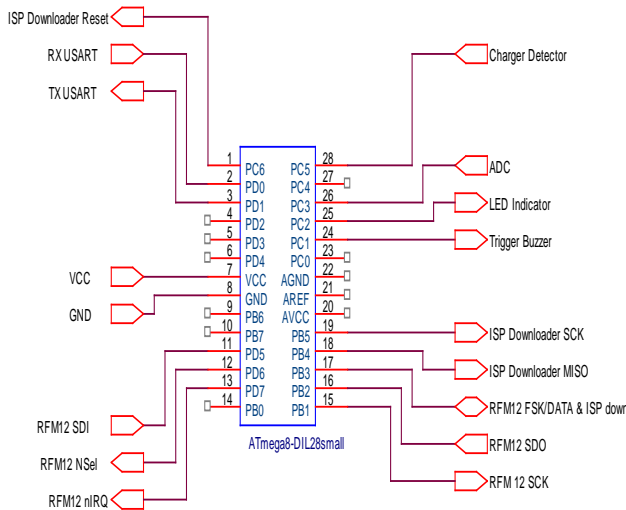 ISP Downloader Reset
RX USART
TX USART
VCC
GND
RFM12 SDI
RFM12 NSel
RFM12 nIRQ
1 PC6 PC5 28
2 PD0 PC4 27
3 PD1 PC3 26
4 PD2 PC2 25
5 PD3 PC1 24
6 PD4 PC0 23
7 VCC AGND 22
8 GND AREF 21
9 PB6 AVCC 20
10 PB7 PB5 19
11 PD5 PB4 18
12 PD6 PB3 17
13 PD7 PB2 16
14 PB0 PB1 15
ATmega8-DIL28small
Charger Detector
ADC
LED Indicator
Trigger Buzzer
ISP Downloader SCK
ISP Downloader MISO
RFM12 FSK/DATA & ISP down
RFM12 SDO
RFM 12 SCK